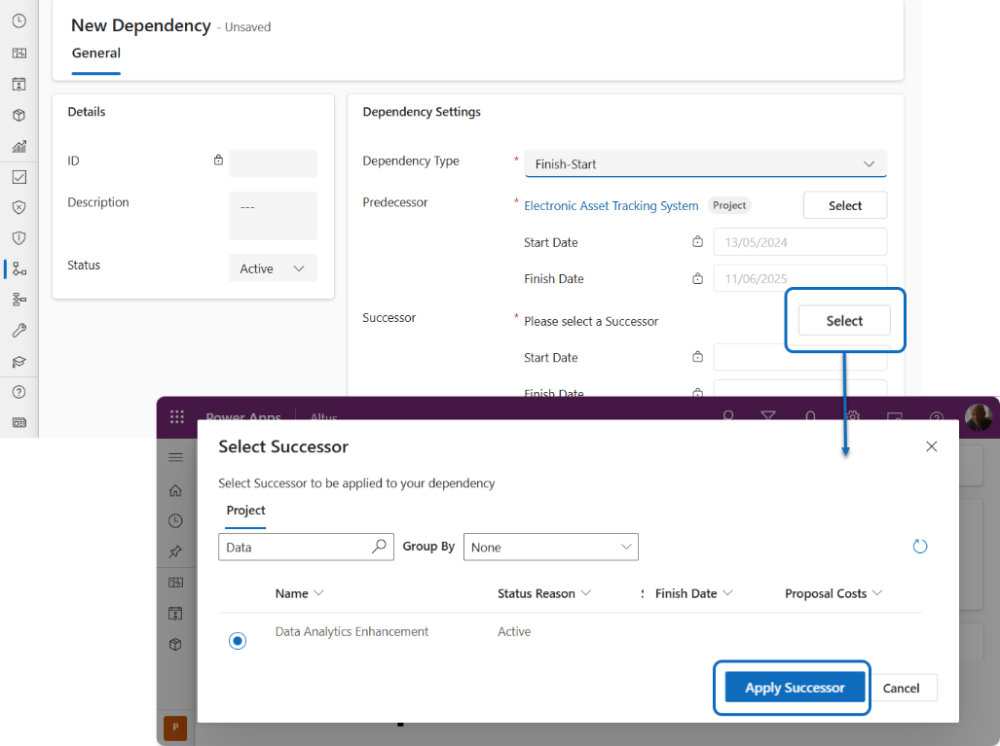 New Dependency - Unsaved
General
Details
ID
Description
---
Status
Active
Dependency Settings
Dependency Type * Finish-Start
Predecessor * Electronic Asset Tracking System Project Select
Start Date 13/05/2024
Finish Date 11/06/2025
Successor * Please select a Successor Select
Start Date
Finish Date
Power Apps Altus
Select Successor
Select Successor to be applied to your dependency
Project
Data Group By None
Name Status Reason Finish Date Proposal Costs
Data Analytics Enhancement Active
Apply Successor Cancel
P